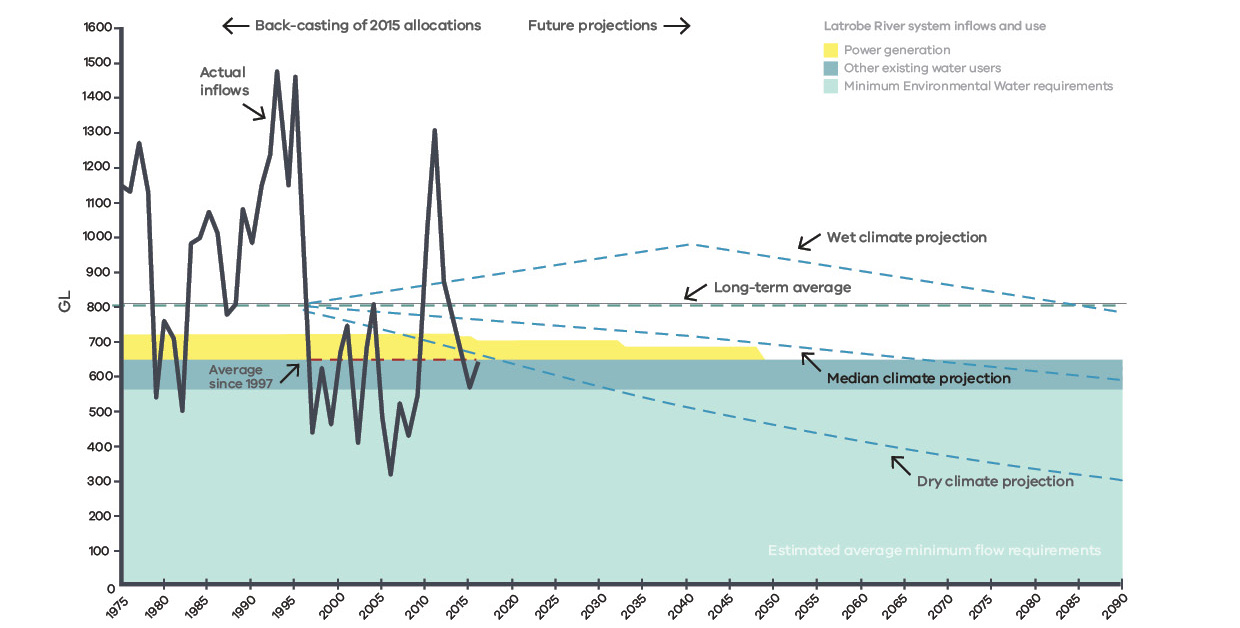 Back-casting of 2015 allocations
Future projections
Latrobe River system inflows and use
Power generation
Other existing water users
Minimum Environmental Water requirements
Actual
inflows
Wet climate projection
Long-term average
Average
since 1997
Median climate projection
Dry climate projection
Estimated average minimum flow requirements
GL
1600
1500
1400
1300
1200
1100
1000
900
800
700
600
500
400
300
200
100
0
1975
1980
1985
1990
1995
2000
2005
2010
2015
2020
2025
2030
2035
2040
2045
2050
2055
2060
2065
2070
2075
2080
2085
2090